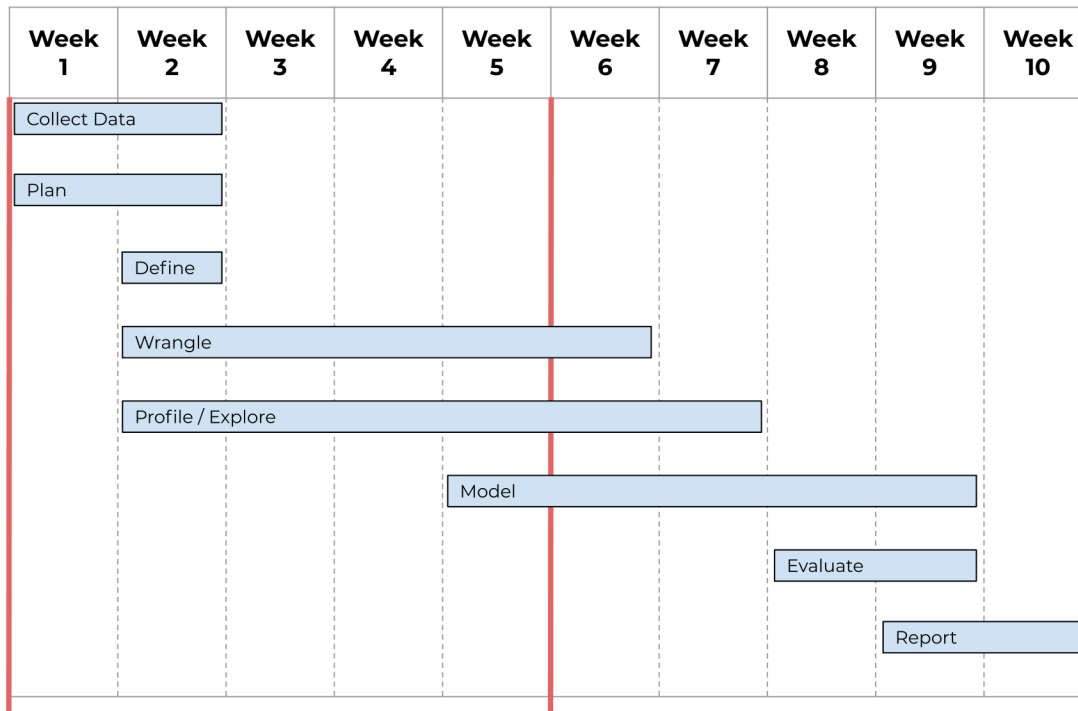 Week 1
Week 2
Week 3
Week 4
Week 5
Week 6
Week 7
Week 8
Week 9
Week 10
Collect Data
Plan
Define
Wrangle
Profile / Explore
Model
Evaluate
Report